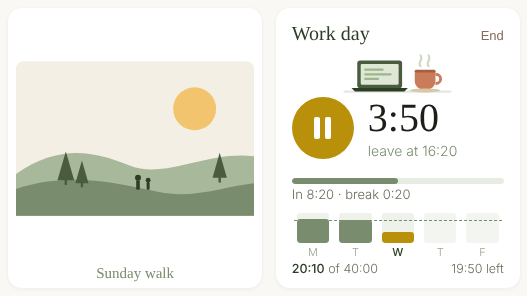 Sunday walk
Work day
End
3:50
leave at 16:20
In 8:20 · break 0:20
M T W T F
20:10 of 40:00
19:50 left